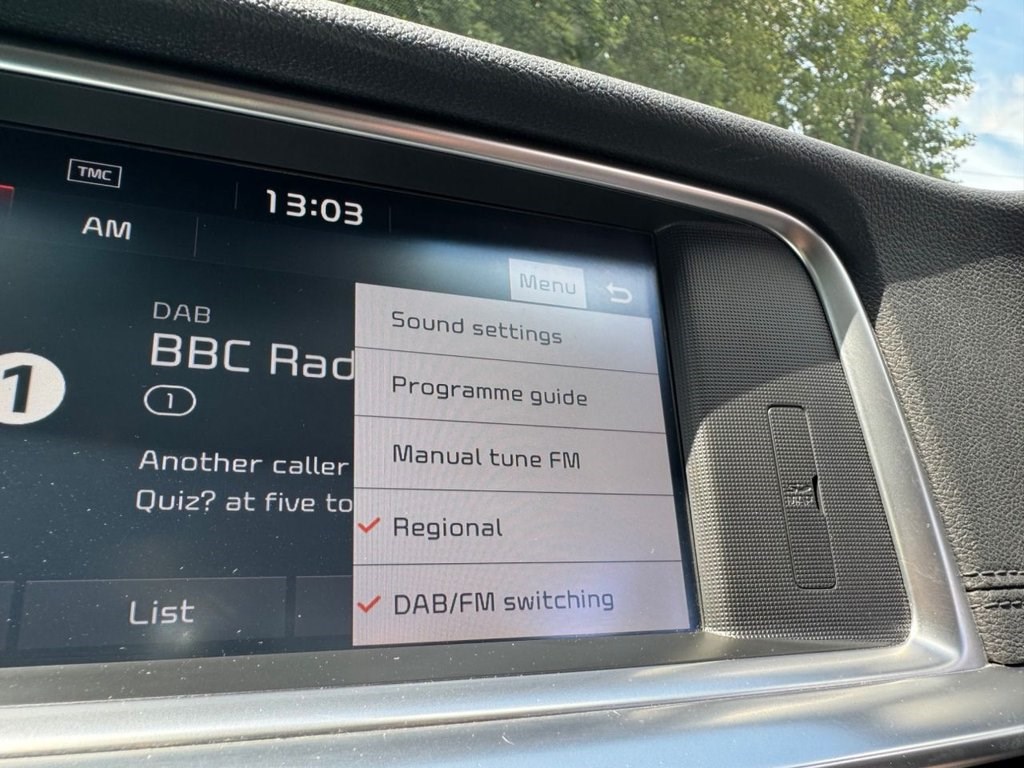 TMC
13:03
AM
Menu
DAB
BBC Rad
1
1
Another caller
Quiz? at five to
List
Sound settings
Programme guide
Manual tune FM
Regional
DAB/FM switching